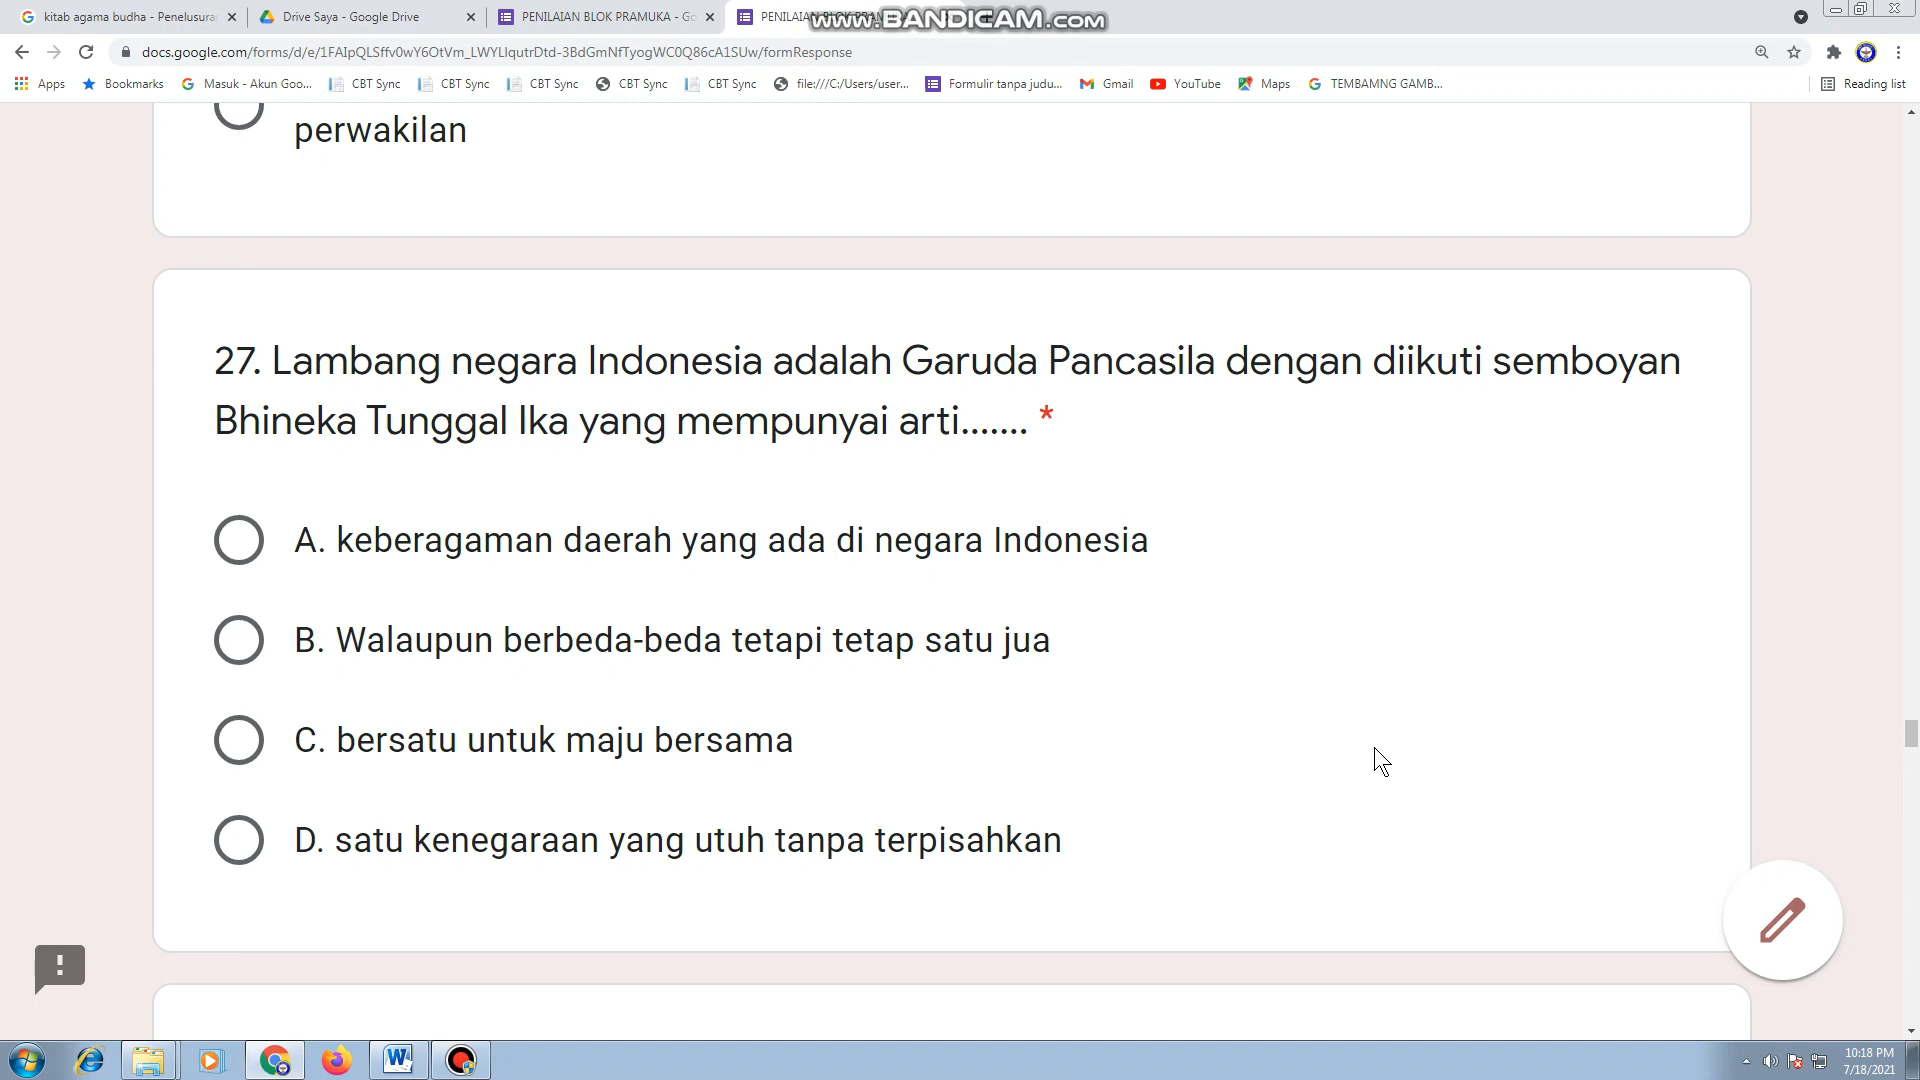 kitab agama budha - Penelusura
Drive Saya - Google Drive
PENILAIAN BLOK PRAMUKA - Go
PENILAIAN BLOK PRAMUKA
www.BANDICAM.com
docs.google.com/forms/d/e/1FAIpQLSffv0wY6OtVm_LWYLlqutrDtd-3BdGmNfTyogWC0Q86cA1SUw/formResponse
Apps
Bookmarks
Masuk - Akun Goo...
CBT Sync
CBT Sync
CBT Sync
CBT Sync
CBT Sync
file:///C:/Users/user...
Formulir tanpa judu...
Gmail
YouTube
Maps
TEMBAMNG GAMB...
Reading list
perwakilan
27. Lambang negara Indonesia adalah Garuda Pancasila dengan diikuti semboyan
Bhineka Tunggal Ika yang mempunyai arti....... *
A. keberagaman daerah yang ada di negara Indonesia
B. Walaupun berbeda-beda tetapi tetap satu jua
C. bersatu untuk maju bersama
D. satu kenegaraan yang utuh tanpa terpisahkan
10:18 PM
7/18/2021